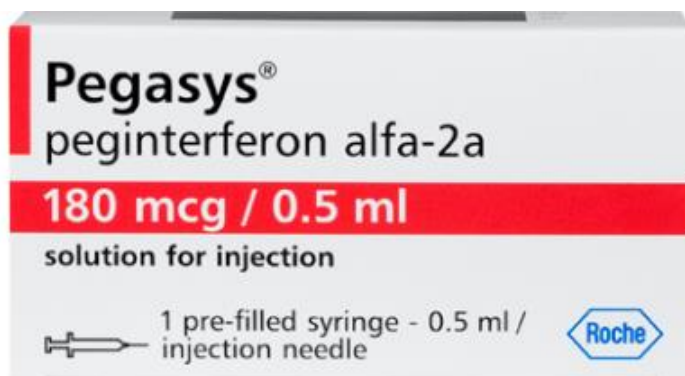 Pegasys®
peginterferon alfa-2a
180 mcg / 0.5 ml
solution for injection
1 pre-filled syringe - 0.5 ml /
injection needle
Roche